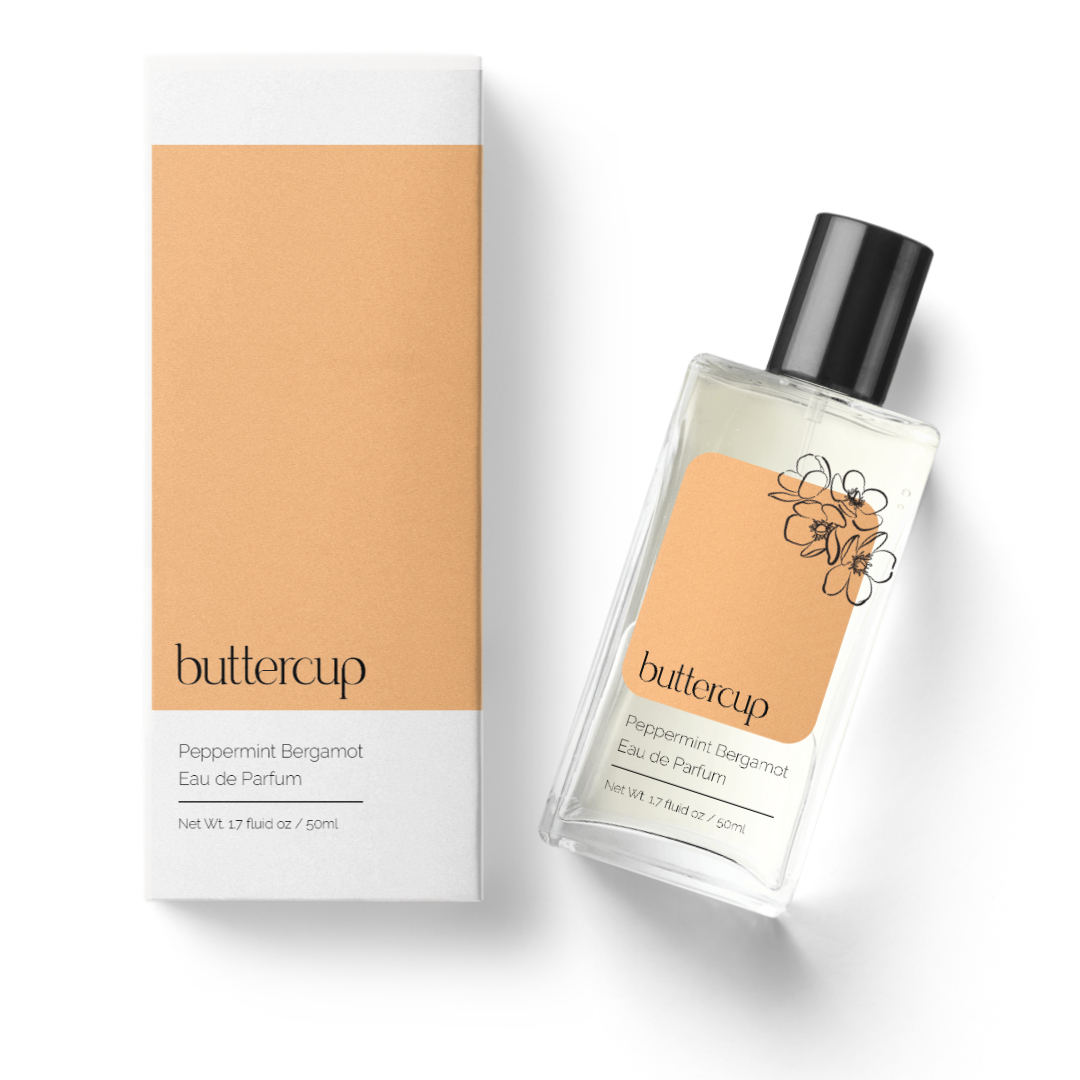 buttercup
Peppermint Bergamot
Eau de Parfum
Net Wt. 1.7 fluid oz / 50ml
buttercup
Peppermint Bergamot
Eau de Parfum
Net Wt. 1.7 fluid oz / 50ml